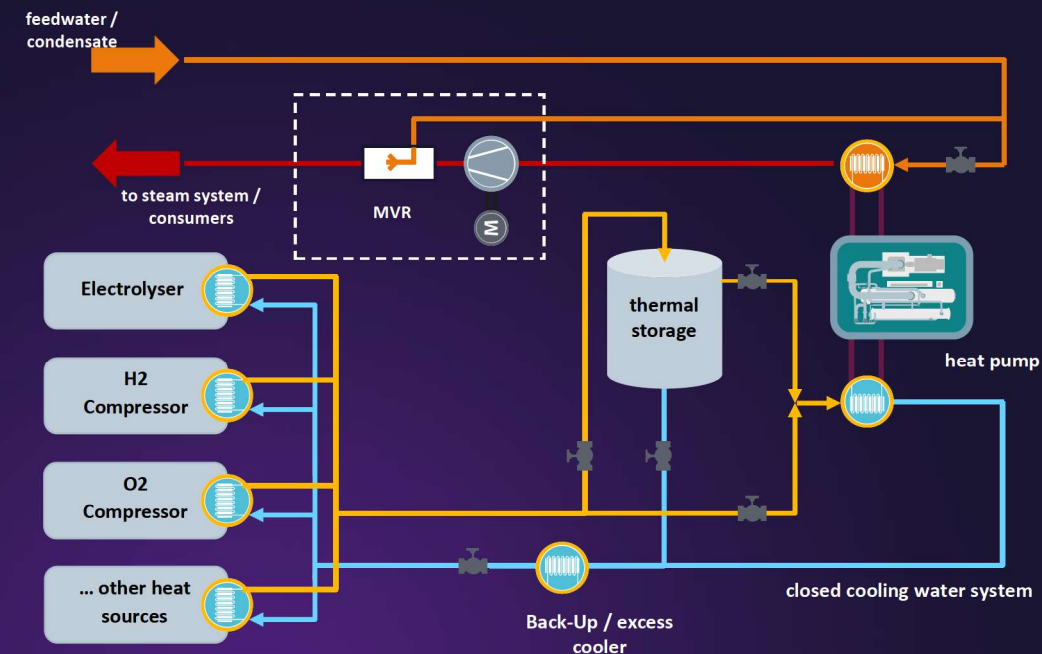 feedwater /
condensate
to steam system /
consumers
MVR
M
Electrolyser
thermal
storage
heat pump
H2
Compressor
O2
Compressor
... other heat
sources
Back-Up / excess
cooler
closed cooling water system